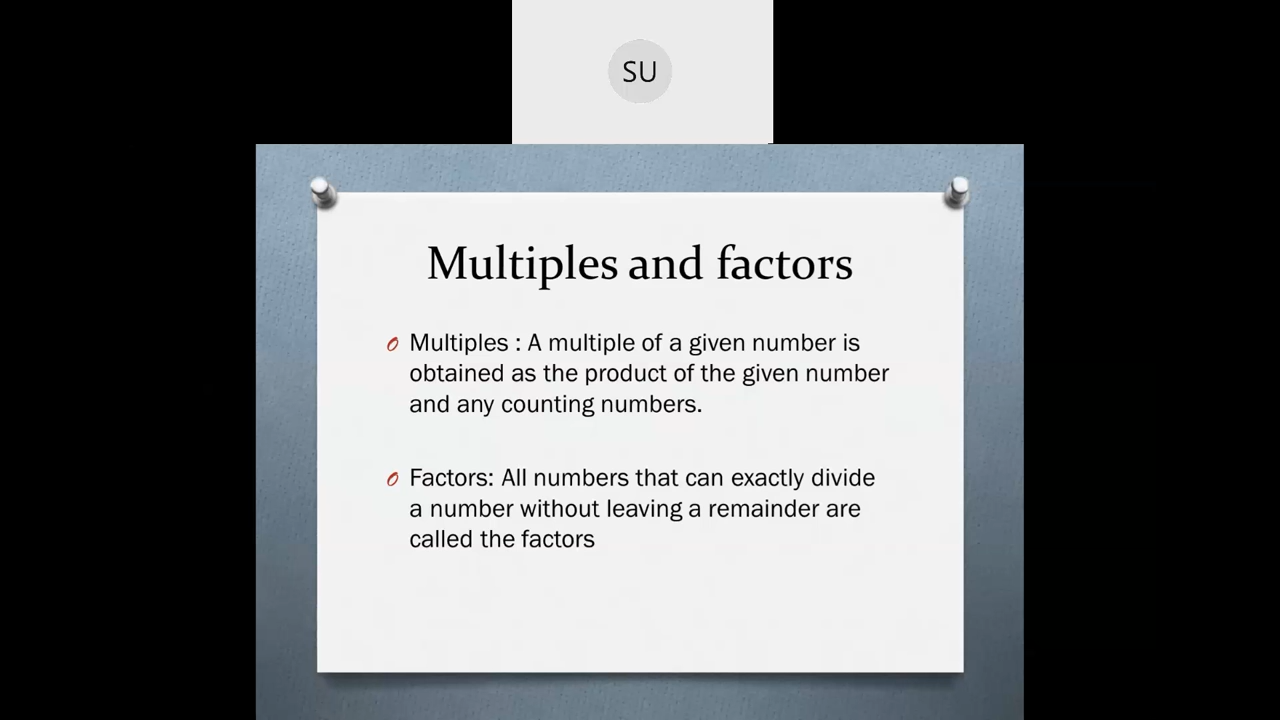 SU
Multiples and factors
Multiples : A multiple of a given number is
obtained as the product of the given number
and any counting numbers.
Factors: All numbers that can exactly divide
a number without leaving a remainder are
called the factors